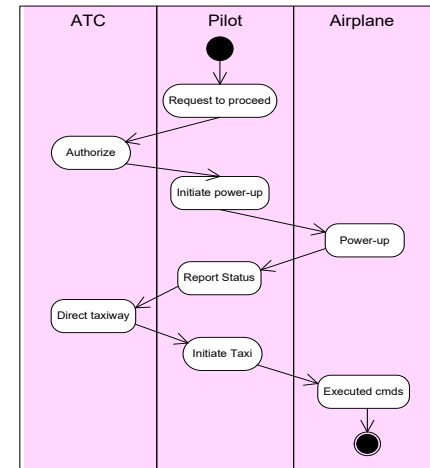 ATC
Pilot
Airplane
Request to proceed
Authorize
Initiate power-up
Power-up
Report Status
Direct taxiway
Initiate Taxi
Executed cmds